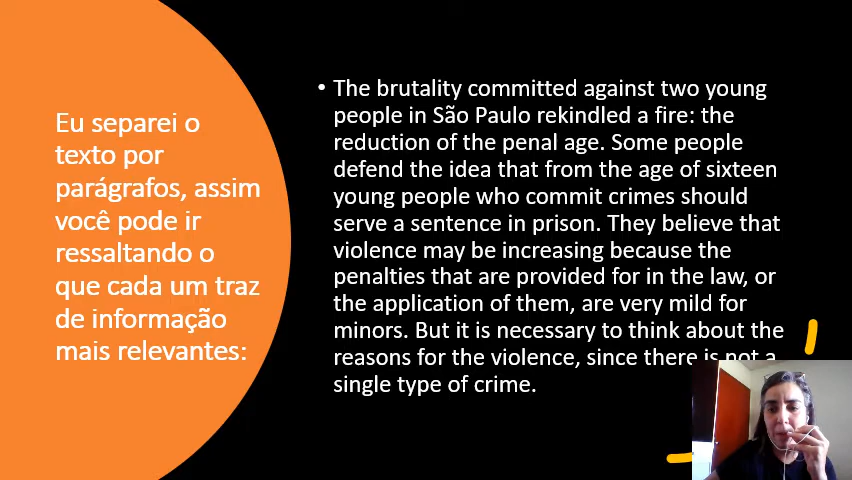 Eu separei o
texto por
parágrafos, assim
você pode ir
ressaltando o
que cada um traz
de informação
mais relevantes:
• The brutality committed against two young
people in São Paulo rekindled a fire: the
reduction of the penal age. Some people
defend the idea that from the age of sixteen
young people who commit crimes should
serve a sentence in prison. They believe that
violence may be increasing because the
penalties that are provided for in the law, or
the application of them, are very mild for
minors. But it is necessary to think about the
reasons for the violence, since there is not a
single type of crime.